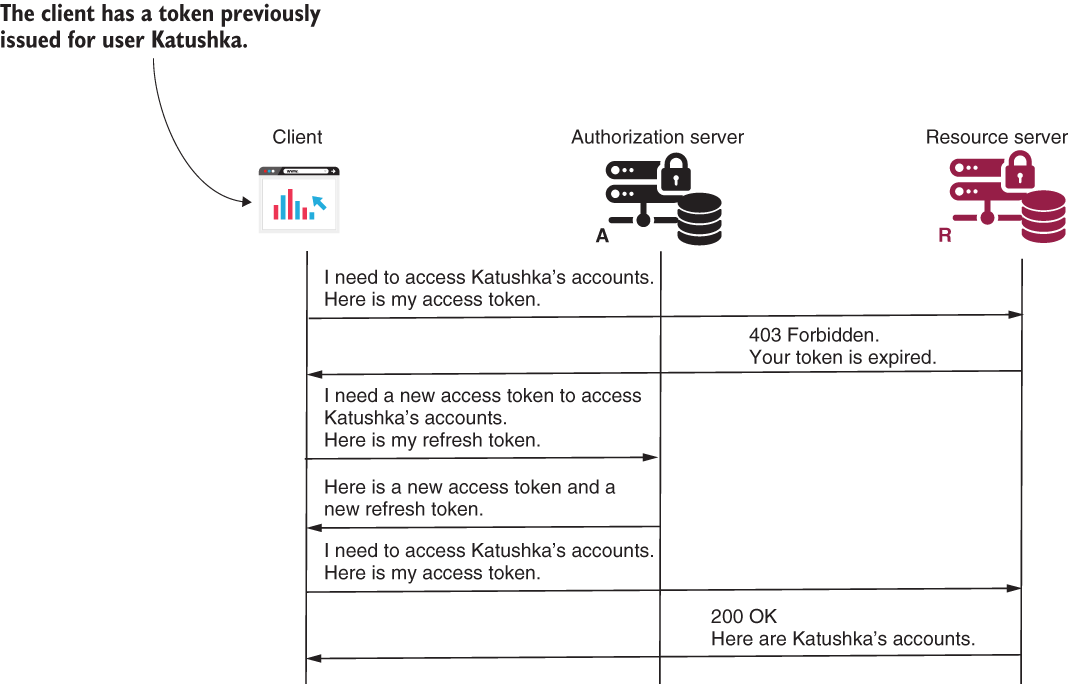 The client has a token previously
issued for user Katushka.
Client
Authorization server
Resource server
www.
A
R
I need to access Katushka’s accounts.
Here is my access token.
403 Forbidden.
Your token is expired.
I need a new access token to access
Katushka’s accounts.
Here is my refresh token.
Here is a new access token and a
new refresh token.
I need to access Katushka’s accounts.
Here is my access token.
200 OK
Here are Katushka’s accounts.